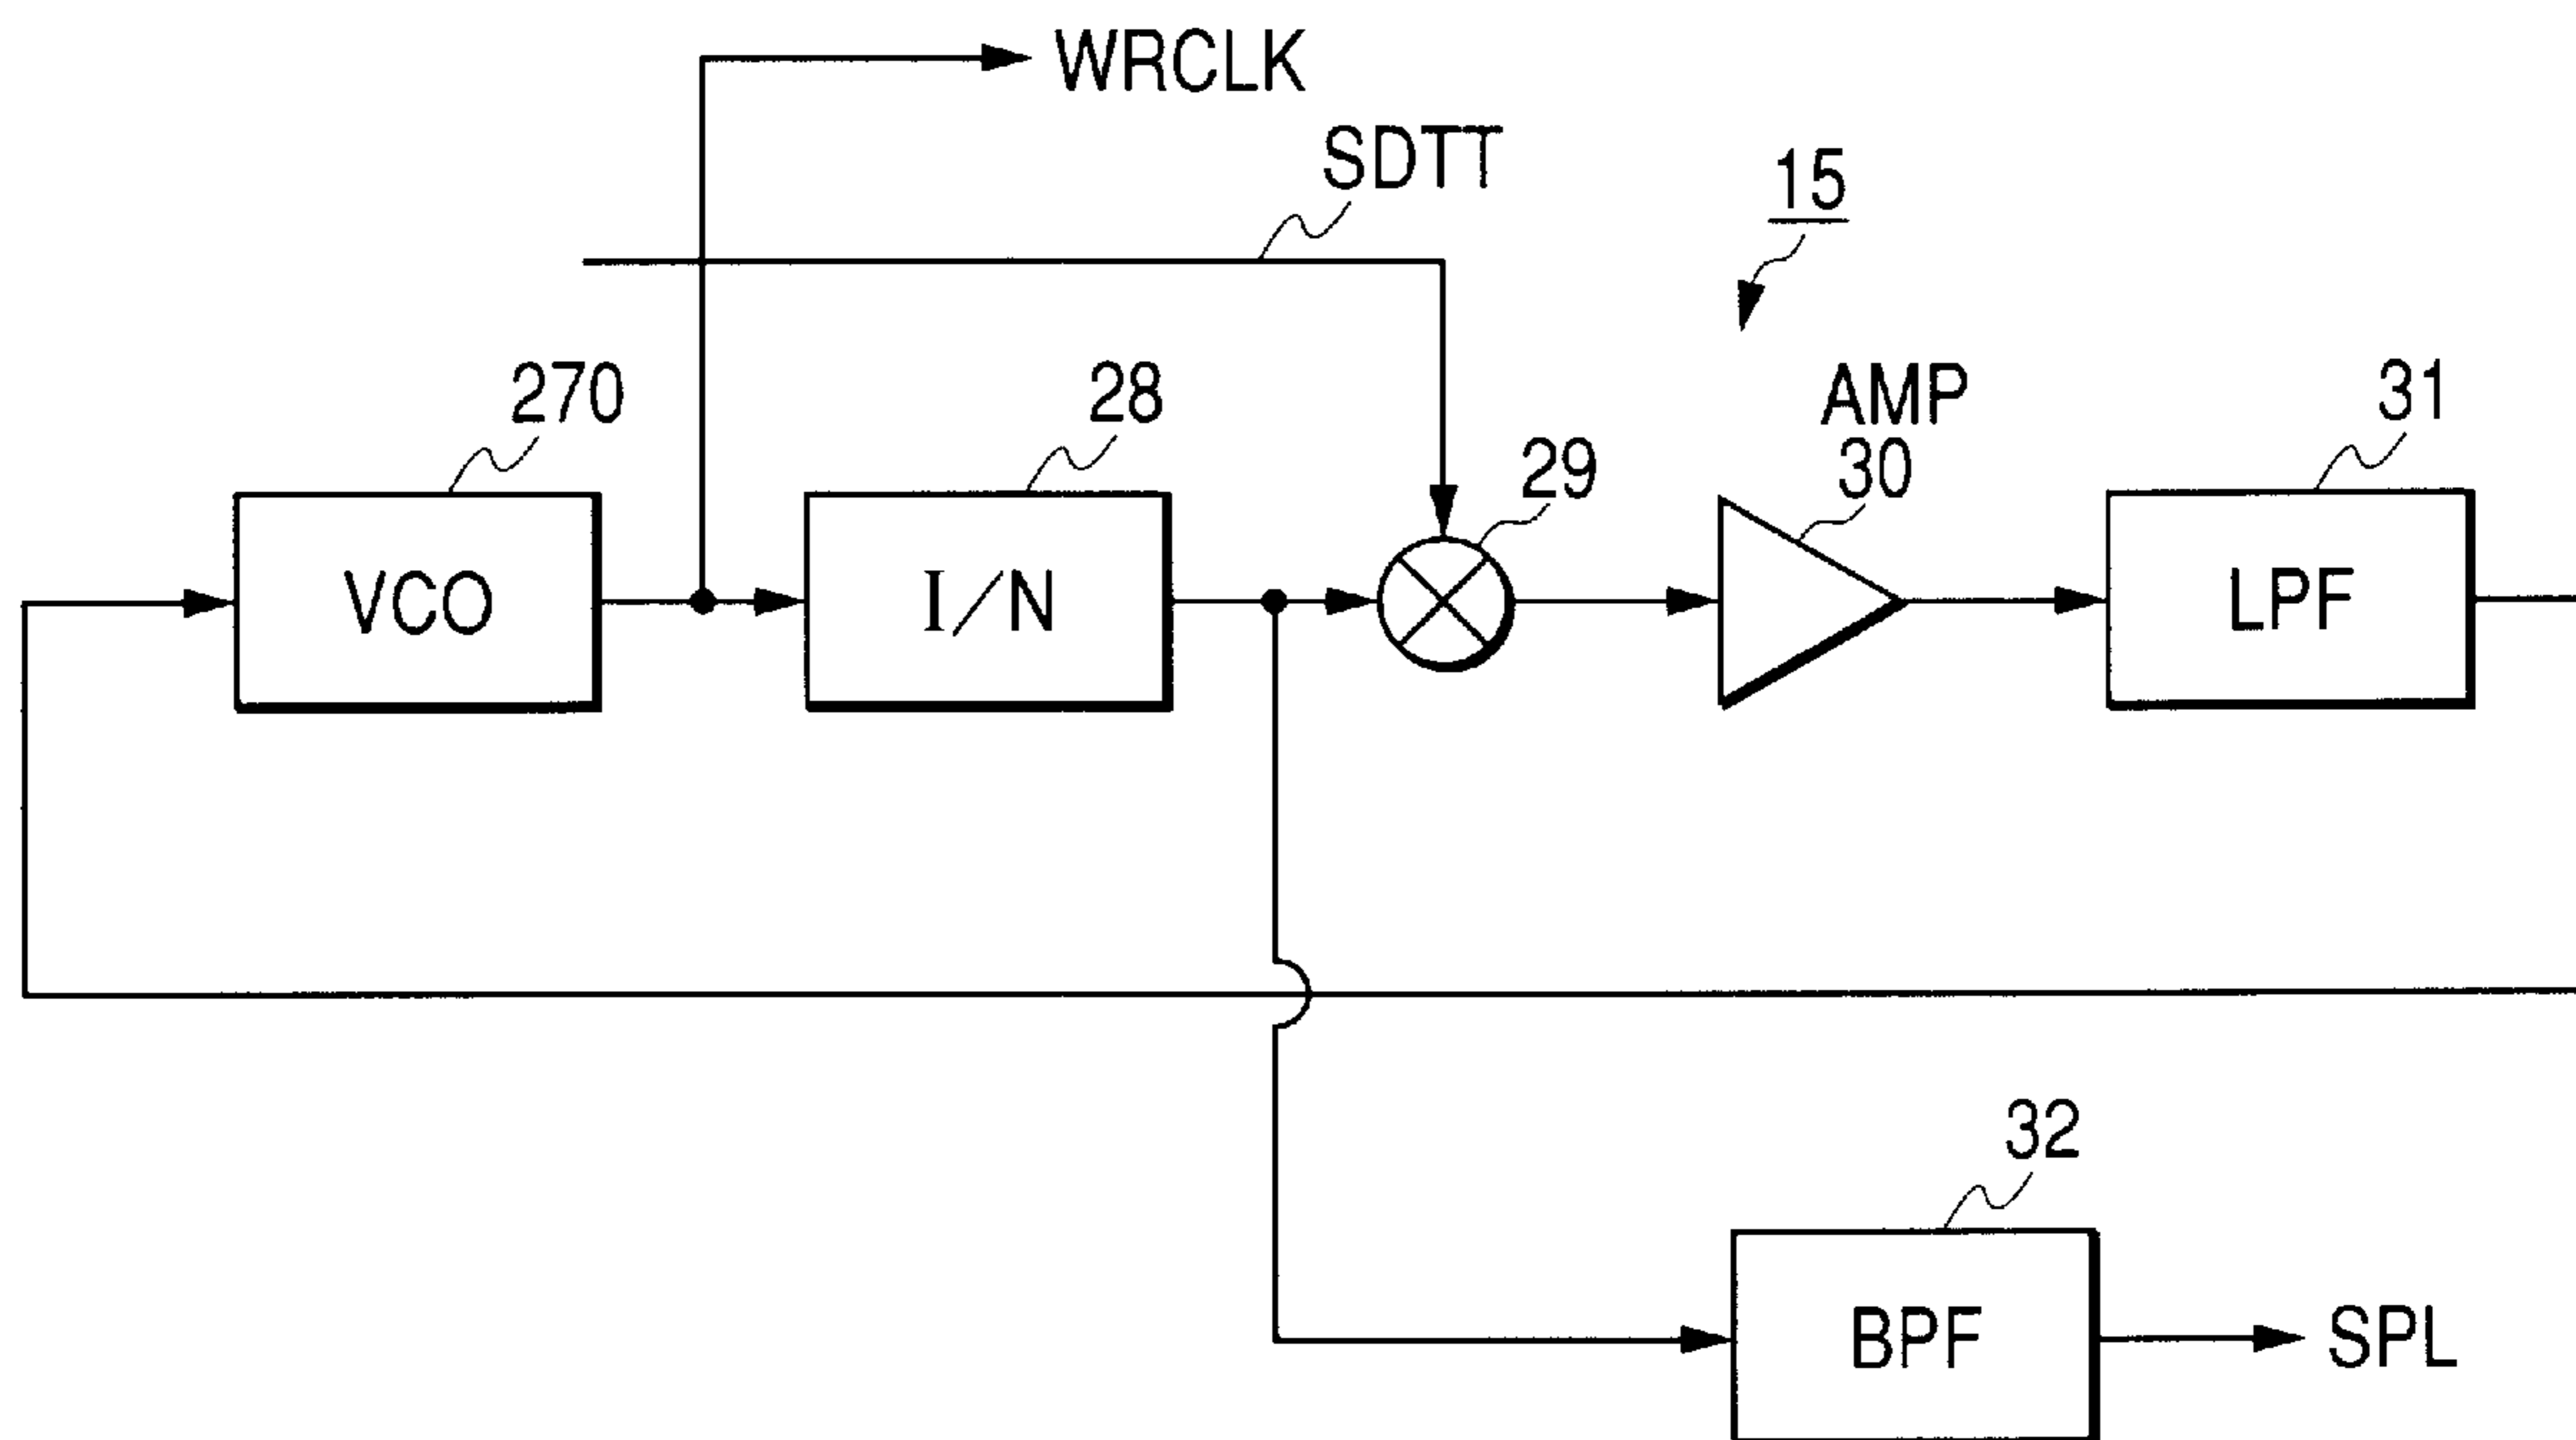 WRCLK
SDTT
15
270
28
29
AMP
30
31
VCO
I/N
LPF
32
BPF
SPL